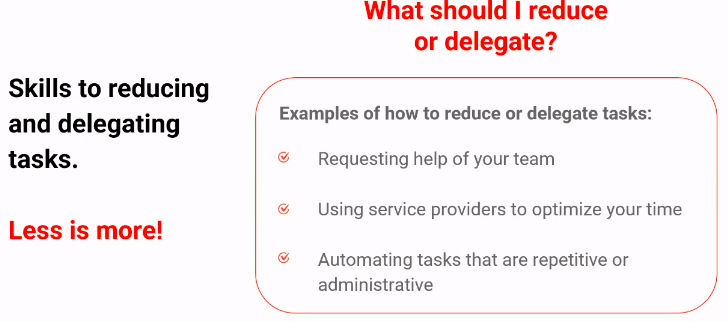 What should I reduce
or delegate?
Skills to reducing
and delegating
tasks.
Less is more!
Examples of how to reduce or delegate tasks:
Requesting help of your team
Using service providers to optimize your time
Automating tasks that are repetitive or
administrative